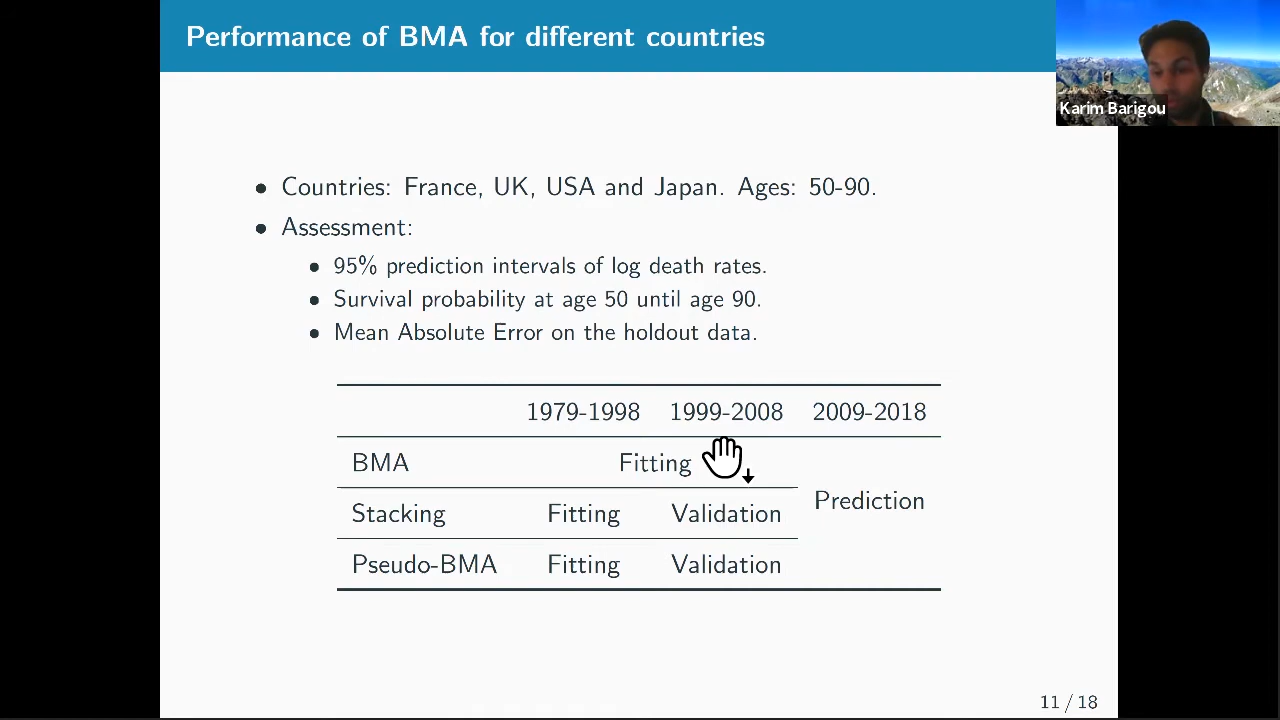 Performance of BMA for different countries
Karim Barigou
• Countries: France, UK, USA and Japan. Ages: 50-90.
• Assessment:
• 95% prediction intervals of log death rates.
• Survival probability at age 50 until age 90.
• Mean Absolute Error on the holdout data.
1979-1998 1999-2008 2009-2018
BMA Fitting
Prediction
Stacking Fitting Validation
Pseudo-BMA Fitting Validation
11 / 18